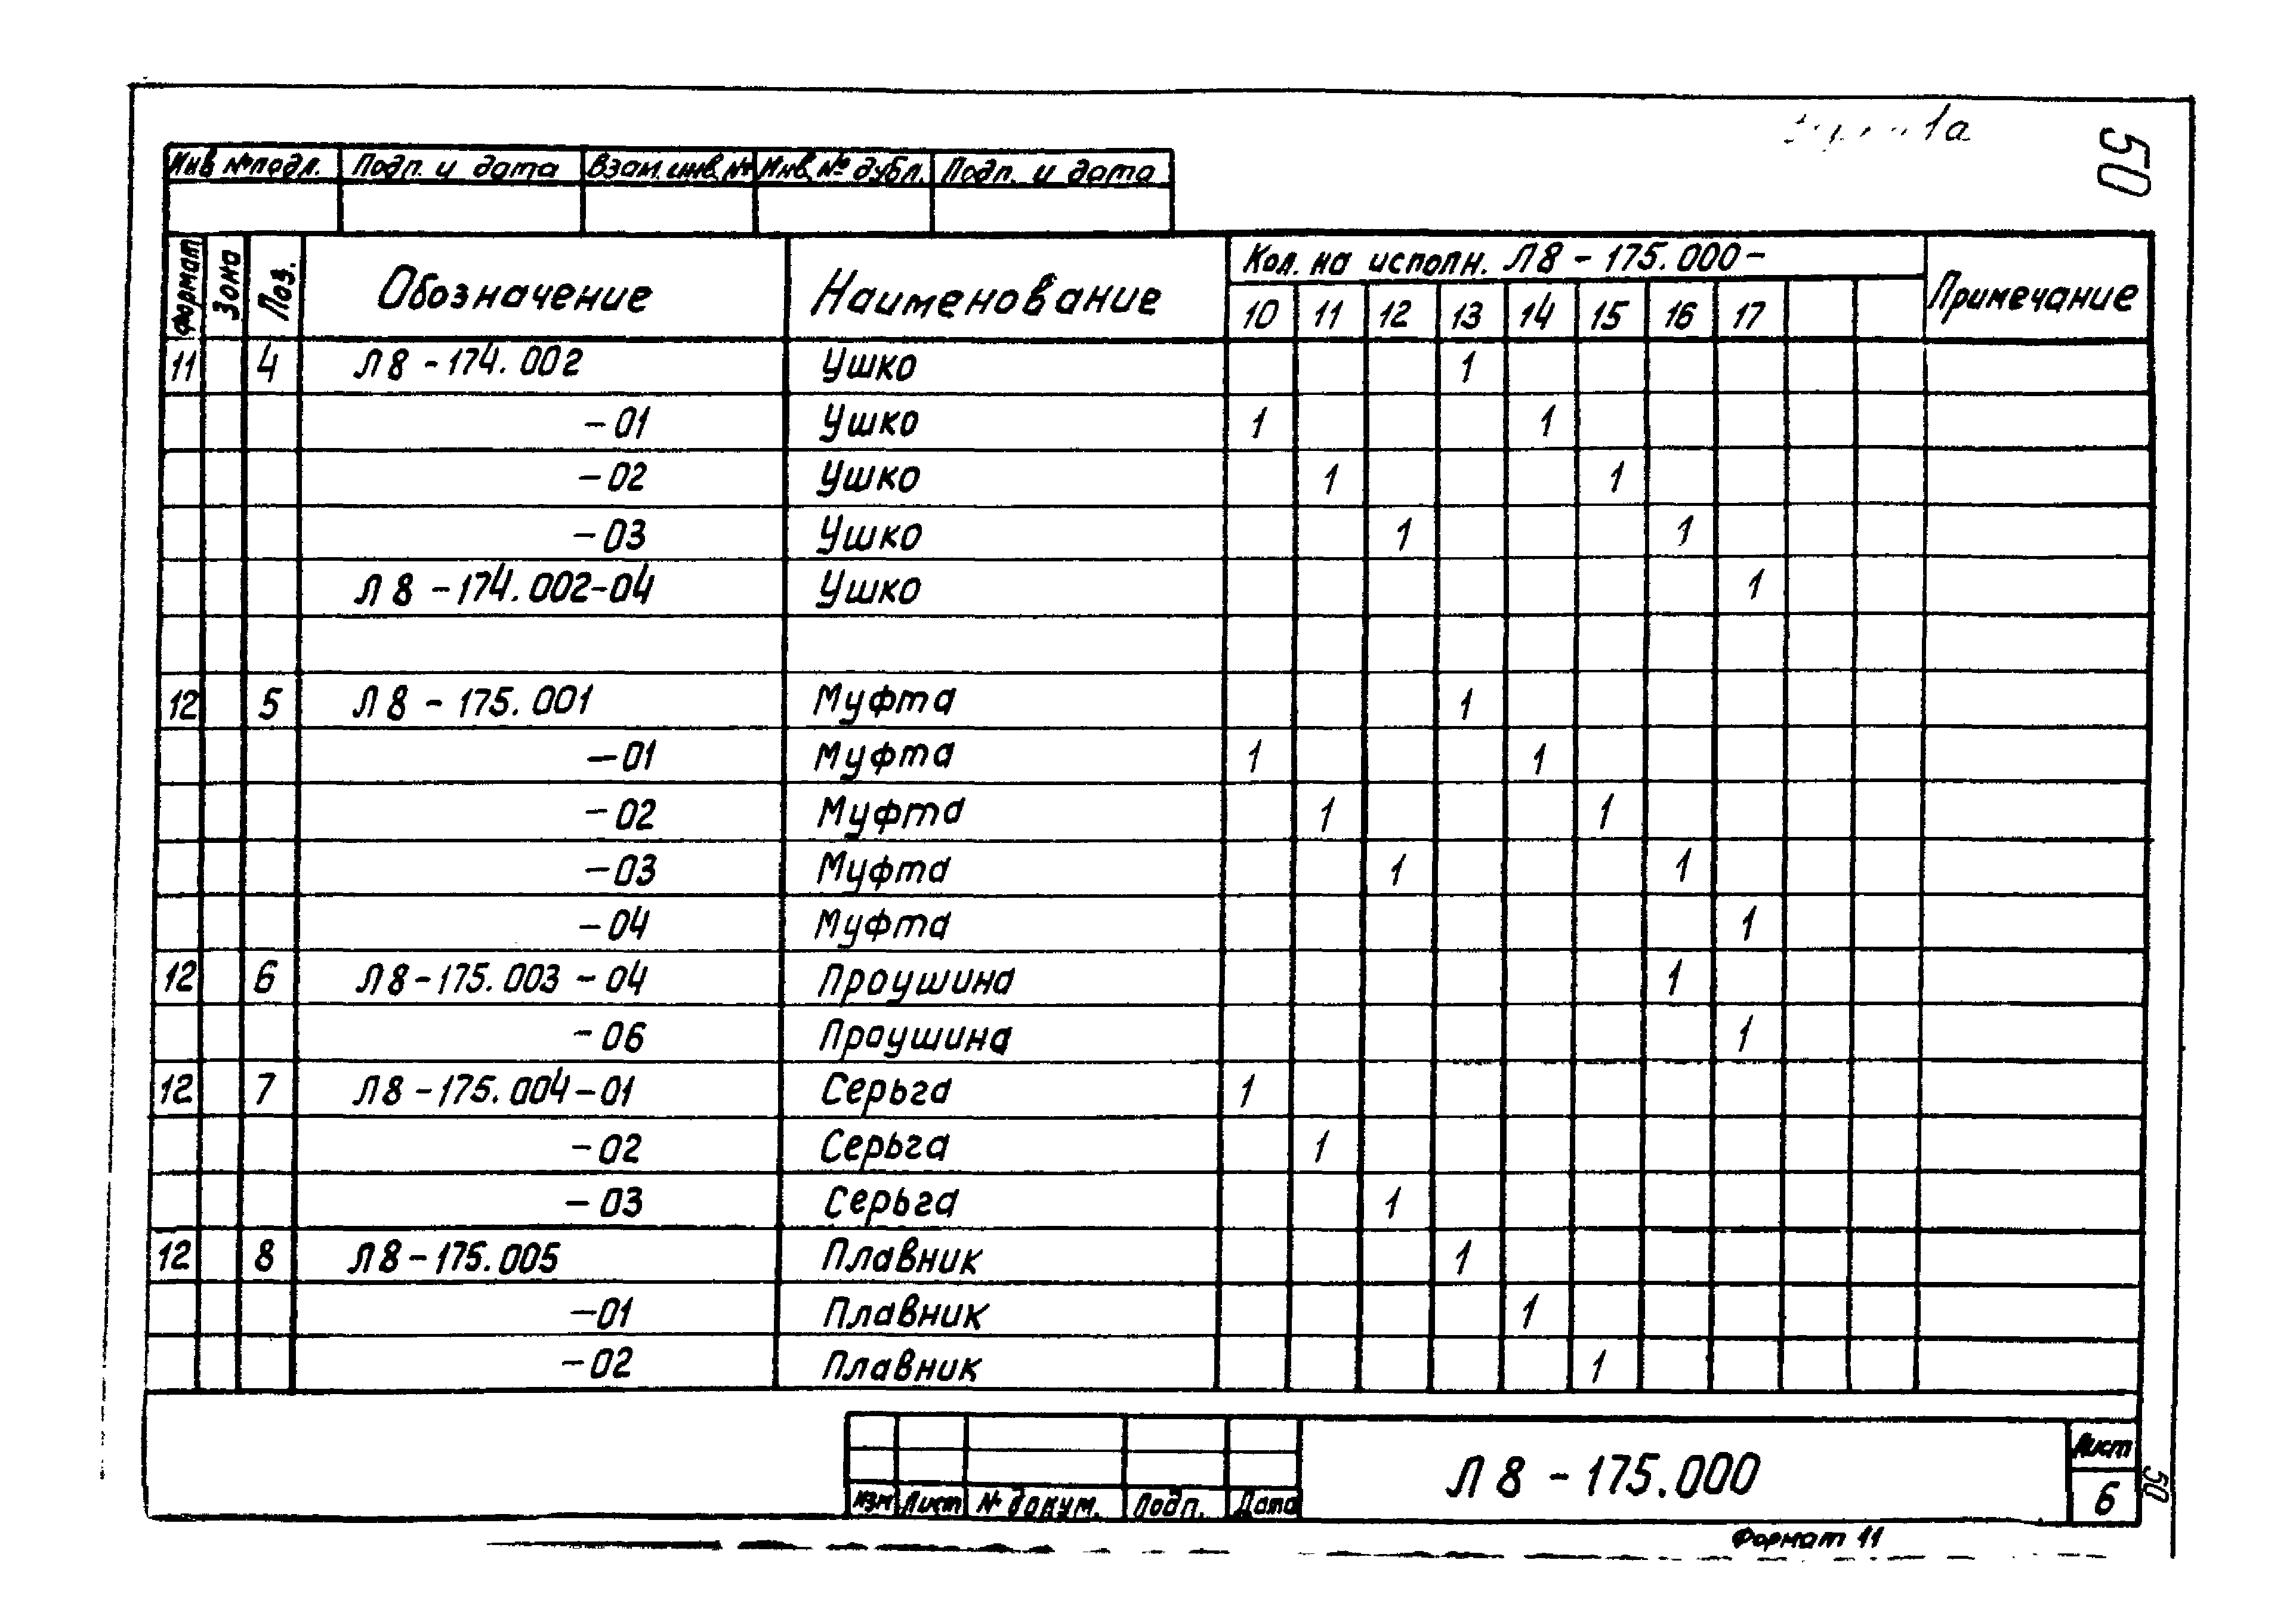 1а
50
Инв №подл. Подп. и дата Взам.инв.№ Инв.№ дубл. Подп. и дата
Формат Зона Поз. Обозначение Наименование Кол. на исполн. Л8-175.000- Примечание
10 11 12 13 14 15 16 17
11 4 Л8-174.002 Ушко 1
-01 Ушко 1 1
-02 Ушко 1 1
-03 Ушко 1 1
Л8-174.002-04 Ушко 1
12 5 Л8-175.001 Муфта 1
-01 Муфта 1 1
-02 Муфта 1 1
-03 Муфта 1 1
-04 Муфта 1
12 6 Л8-175.003-04 Проушина 1
-06 Проушина 1
12 7 Л8-175.004-01 Серьга 1
-02 Серьга 1
-03 Серьга 1
12 8 Л8-175.005 Плавник 1
-01 Плавник 1
-02 Плавник 1
Изм Лист № докум. Подп. Дата
Л8-175.000
Лист
6
50
Формат 11